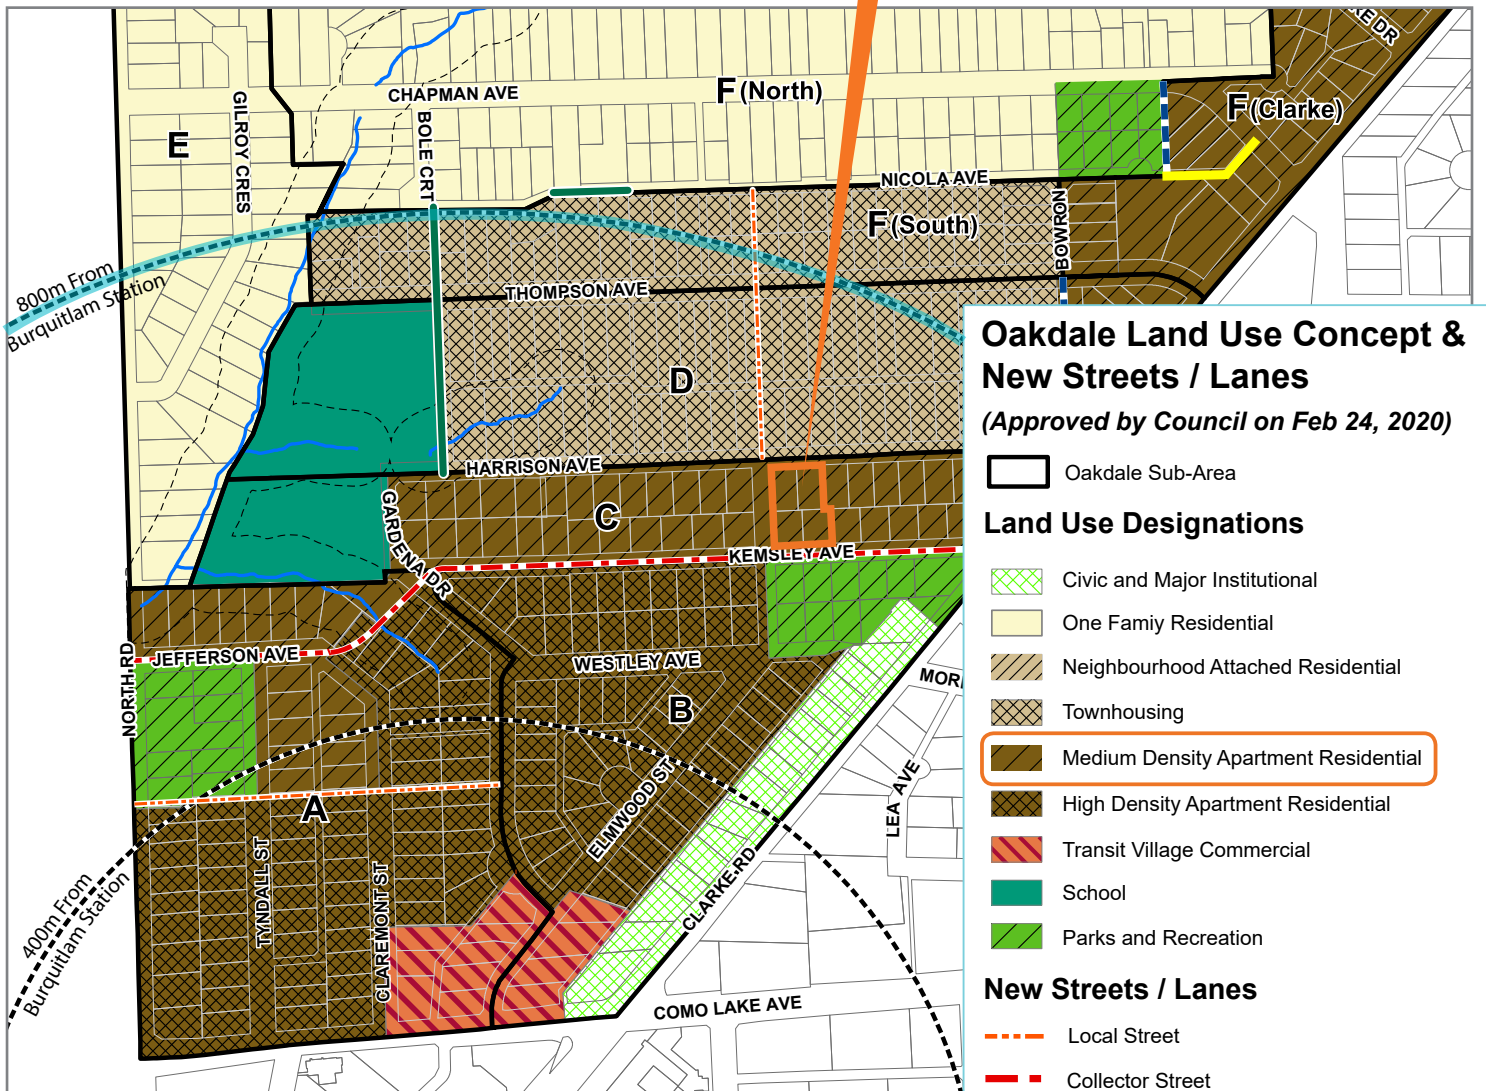 KE DR
CHAPMAN AVE
F (North)
F (Clarke)
E
GILROY CRES
BOLE CRT
NICOLA AVE
F (South)
BOWRON
800m From
Burquitlam Station
THOMPSON AVE
D
HARRISON AVE
C
GARDENA DR
KEMSLEY AVE
NORTH RD
JEFFERSON AVE
WESTLEY AVE
B
MOR
A
ELMWOOD ST
LEA AVE
TYNDALL ST
CLAREMONT ST
CLARKE RD
400m From
Burquitlam Station
COMO LAKE AVE
Oakdale Land Use Concept &
New Streets / Lanes
(Approved by Council on Feb 24, 2020)
Oakdale Sub-Area
Land Use Designations
Civic and Major Institutional
One Famiy Residential
Neighbourhood Attached Residential
Townhousing
Medium Density Apartment Residential
High Density Apartment Residential
Transit Village Commercial
School
Parks and Recreation
New Streets / Lanes
Local Street
Collector Street